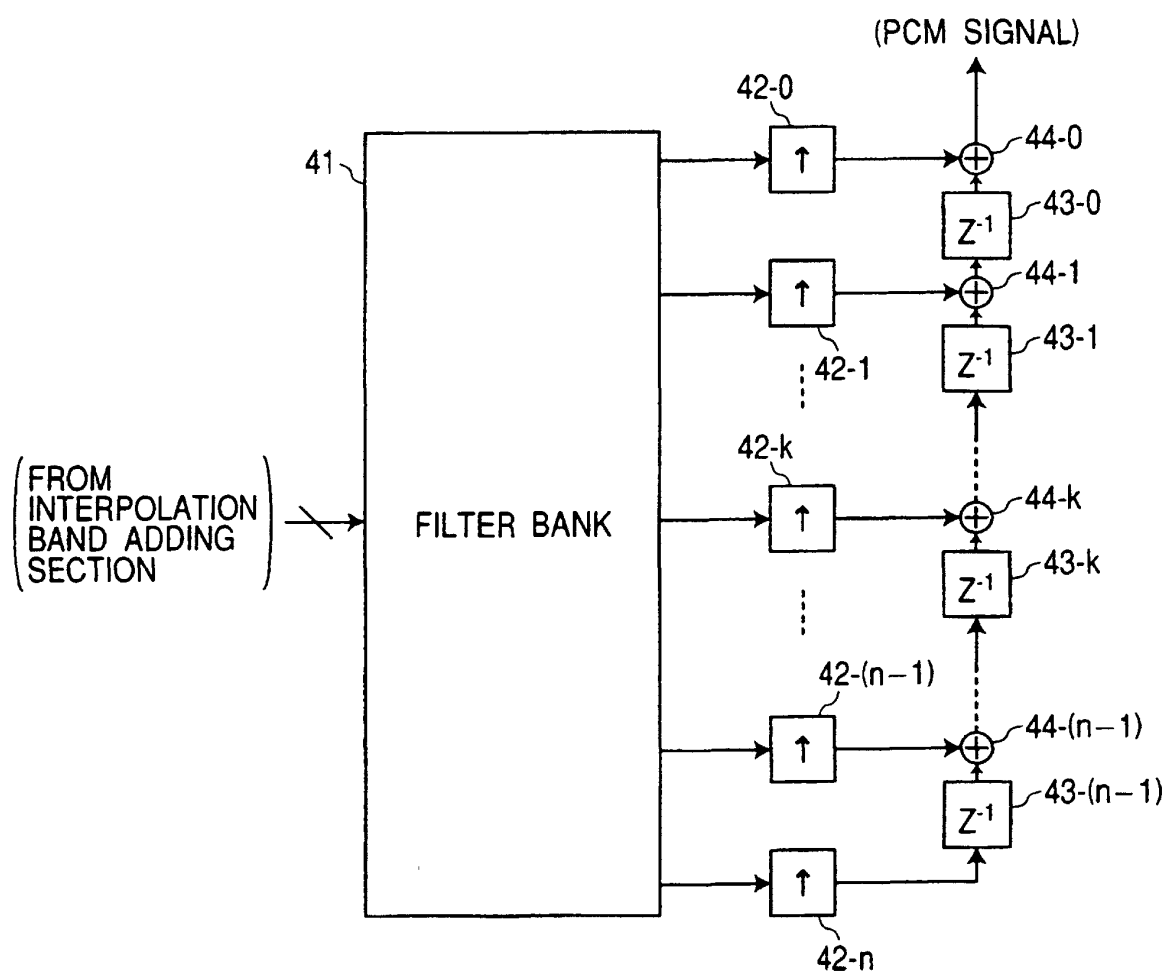 (PCM SIGNAL)
42-0
44-0
41
↑
+
43-0
Z-1
44-1
↑
+
42-1
43-1
Z-1
42-k
(FROM
INTERPOLATION
BAND ADDING
SECTION)
FILTER BANK
↑
+
44-k
43-k
Z-1
42-(n-1)
↑
+
44-(n-1)
43-(n-1)
Z-1
↑
42-n